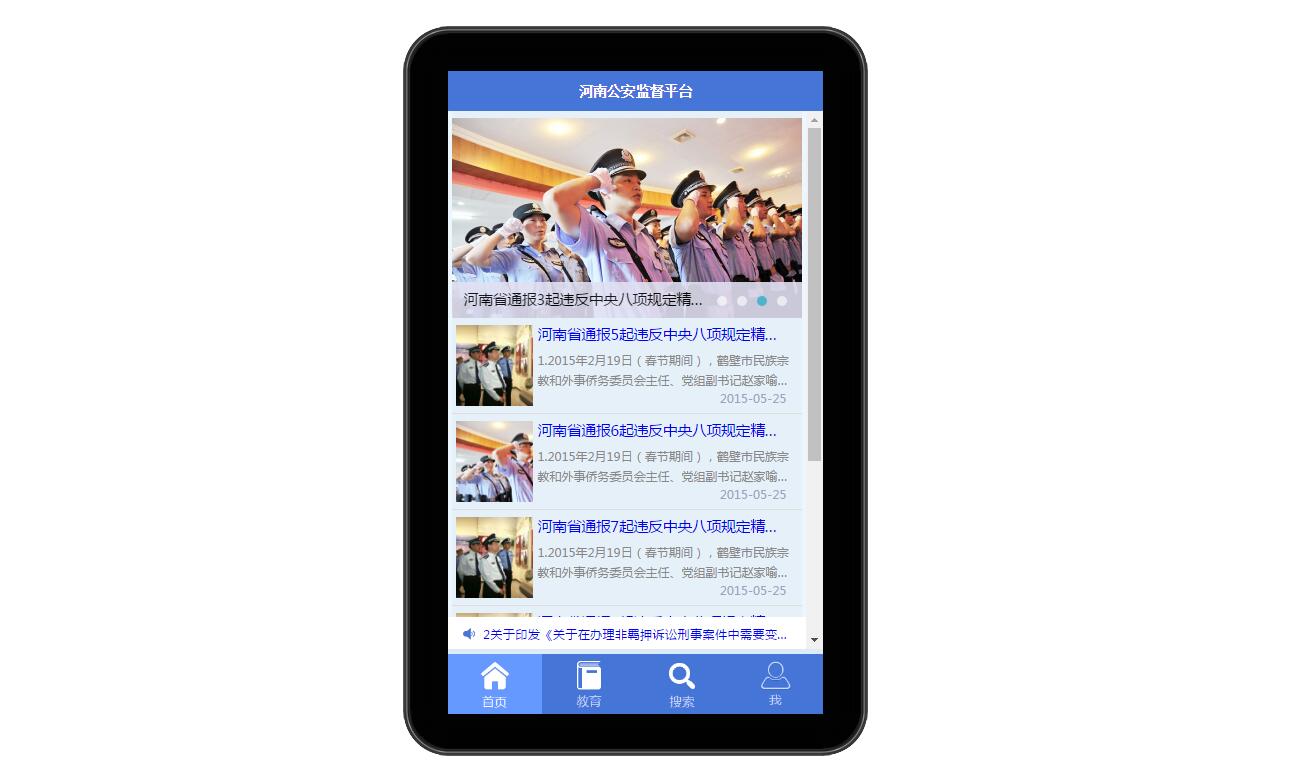 河南公安监督平台
河南省通报3起违反中央八项规定精...
河南省通报5起违反中央八项规定精...
1.2015年2月19日（春节期间），鹤壁市民族宗
教和外事侨务委员会主任、党组副书记赵家喻...
2015-05-25
河南省通报6起违反中央八项规定精...
1.2015年2月19日（春节期间），鹤壁市民族宗
教和外事侨务委员会主任、党组副书记赵家喻...
2015-05-25
河南省通报7起违反中央八项规定精...
1.2015年2月19日（春节期间），鹤壁市民族宗
教和外事侨务委员会主任、党组副书记赵家喻...
2015-05-25
2关于印发《关于在办理非羁押诉讼刑事案件中需要变...
首页
教育
搜索
我